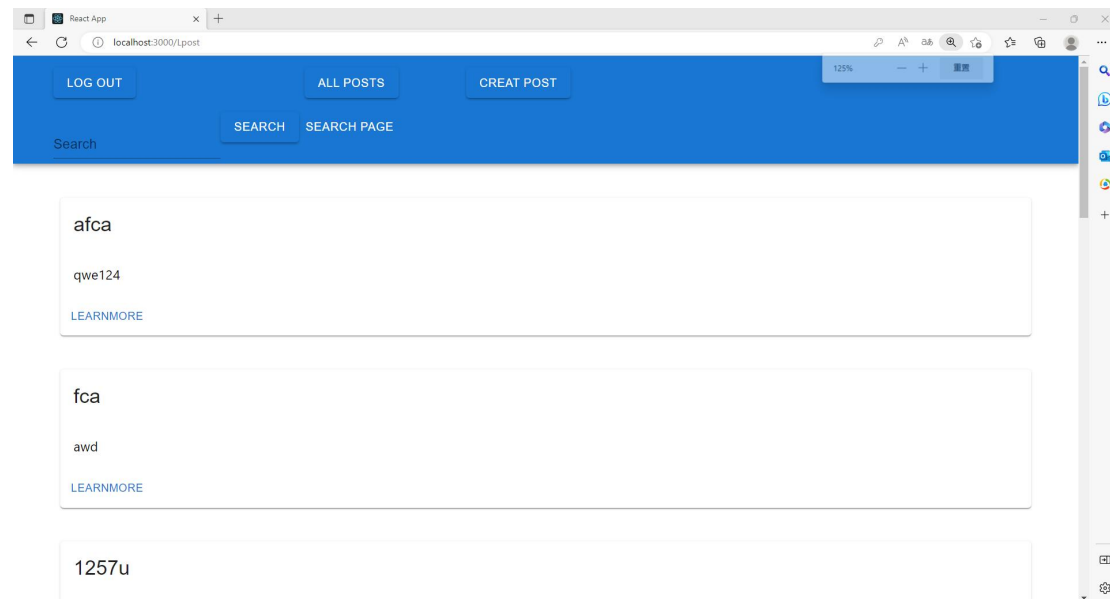 React App
localhost:3000/Lpost
125%
重置
LOG OUT
ALL POSTS
CREAT POST
Search
SEARCH
SEARCH PAGE
afca
qwe124
LEARNMORE
fca
awd
LEARNMORE
1257u